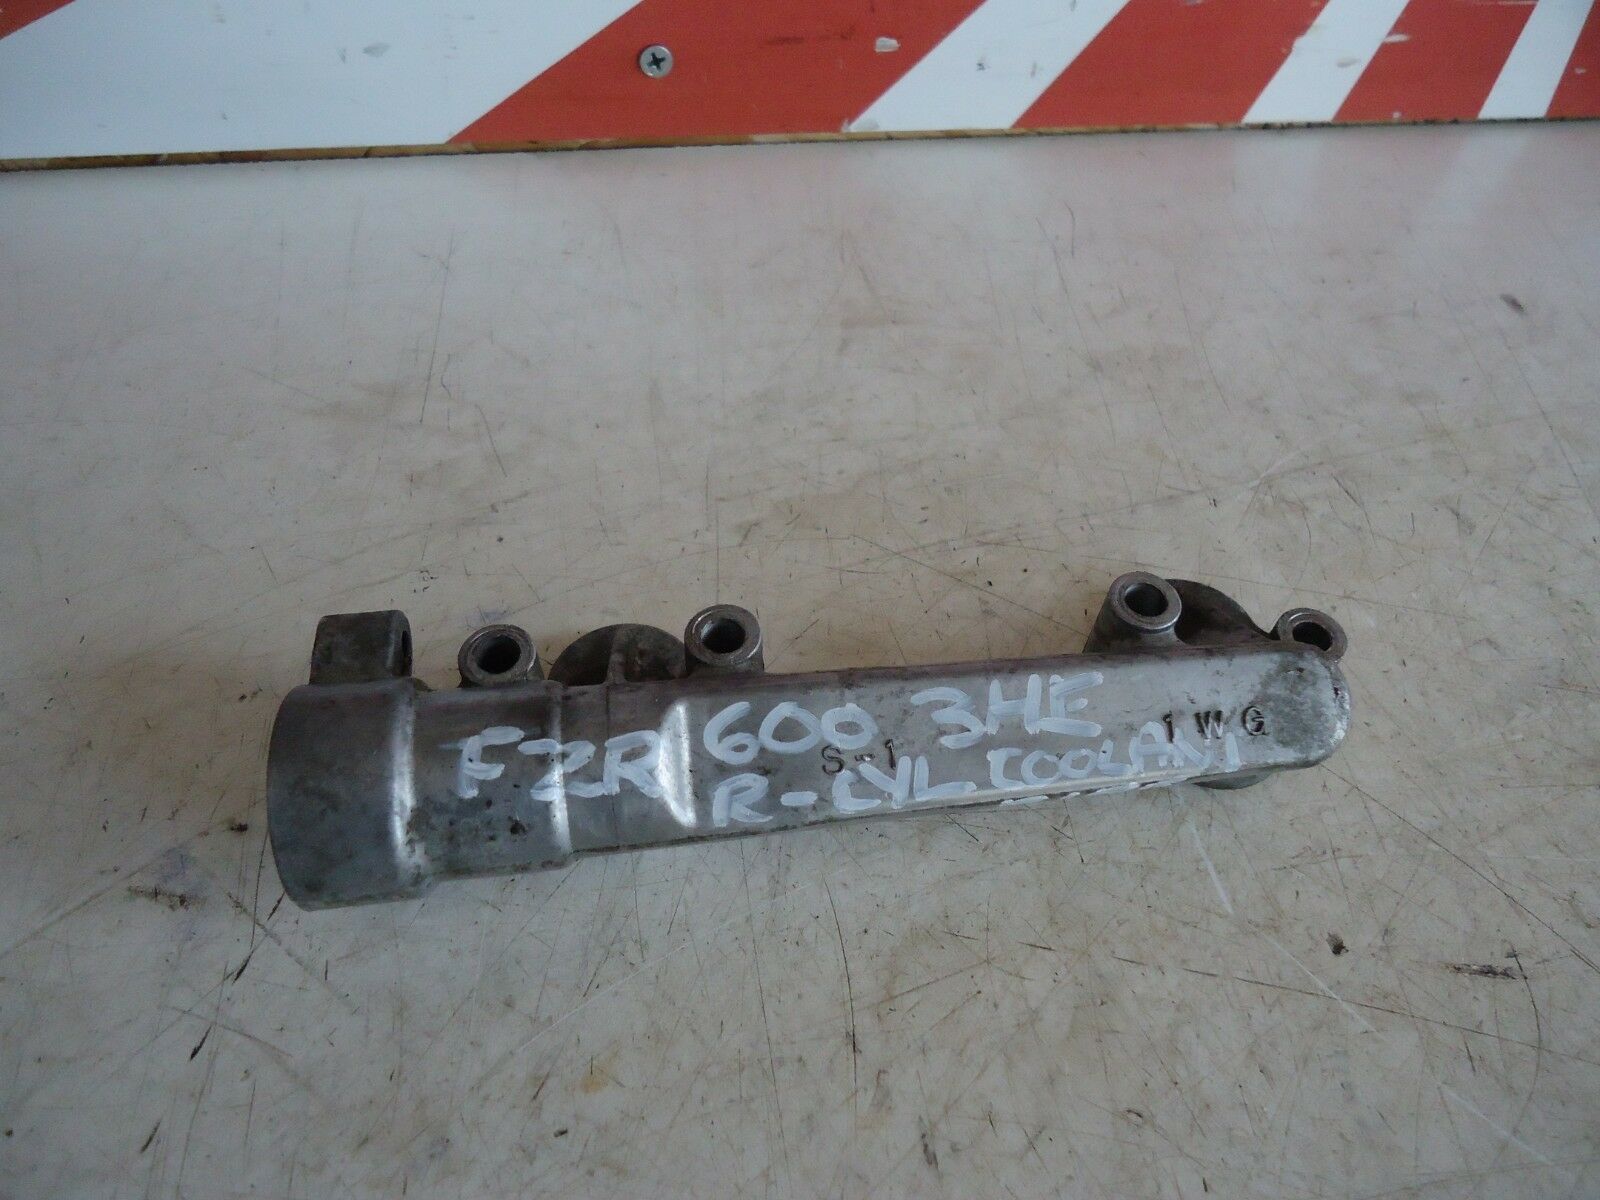 FZR 600 3HE
S-1 1WG
R-CYL COOLANT